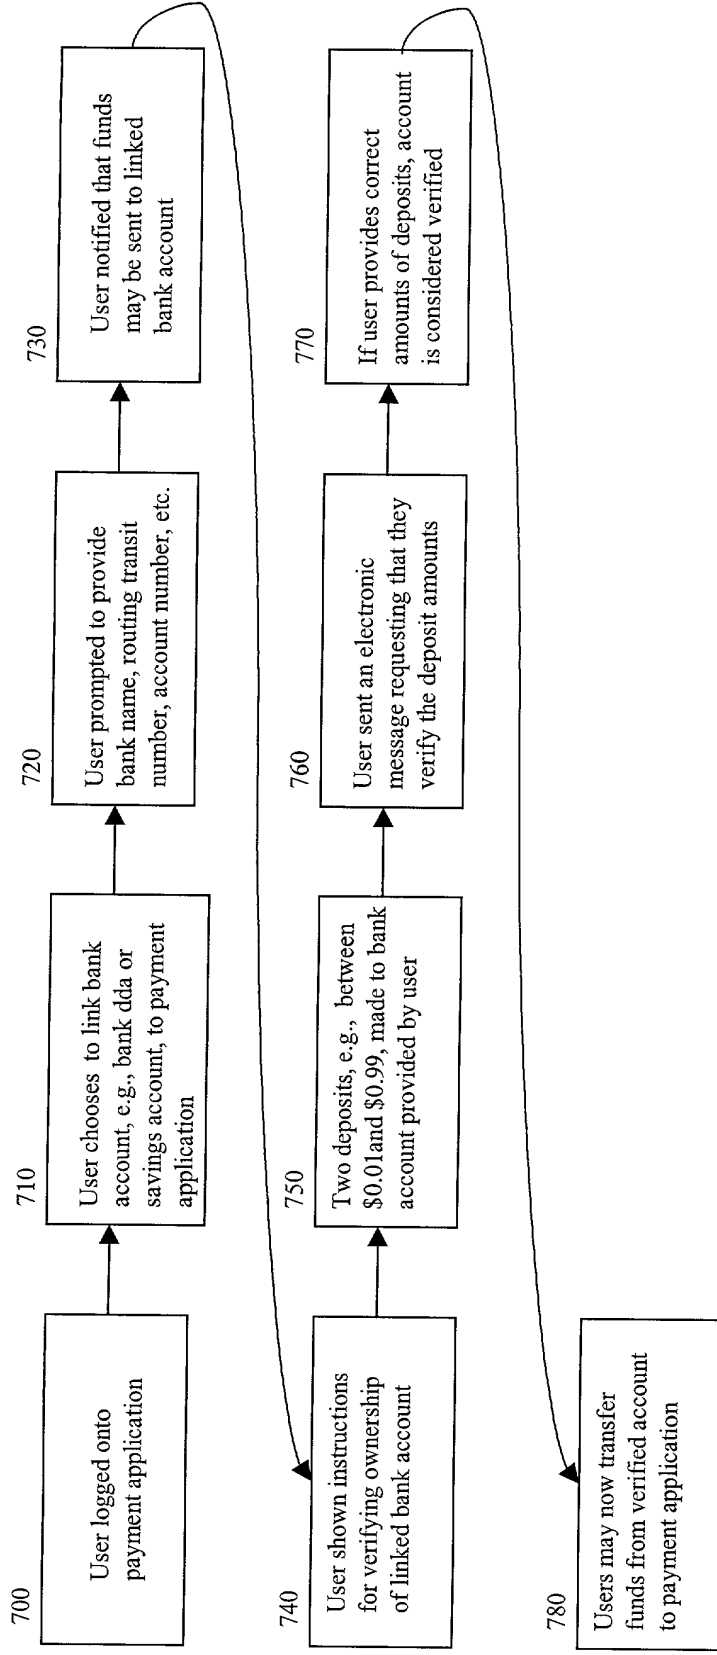 700
User logged onto
payment application
710
User chooses to link bank
account, e.g., bank dda or
savings account, to payment
application
720
User prompted to provide
bank name, routing transit
number, account number, etc.
730
User notified that funds
may be sent to linked
bank account
740
User shown instructions
for verifying ownership
of linked bank account
750
Two deposits, e.g., between
$0.01and $0.99, made to bank
account provided by user
760
User sent an electronic
message requesting that they
verify the deposit amounts
770
If user provides correct
amounts of deposits, account
is considered verified
780
Users may now transfer
funds from verified account
to payment application